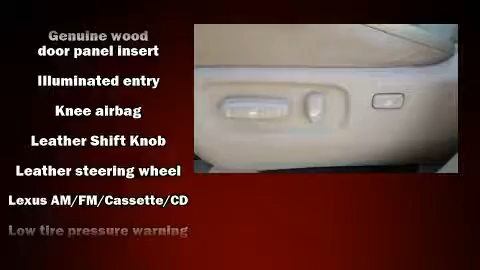 Genuine wood
door panel insert
Illuminated entry
Knee airbag
Leather Shift Knob
Leather steering wheel
Lexus AM/FM/Cassette/CD
Low tire pressure warning